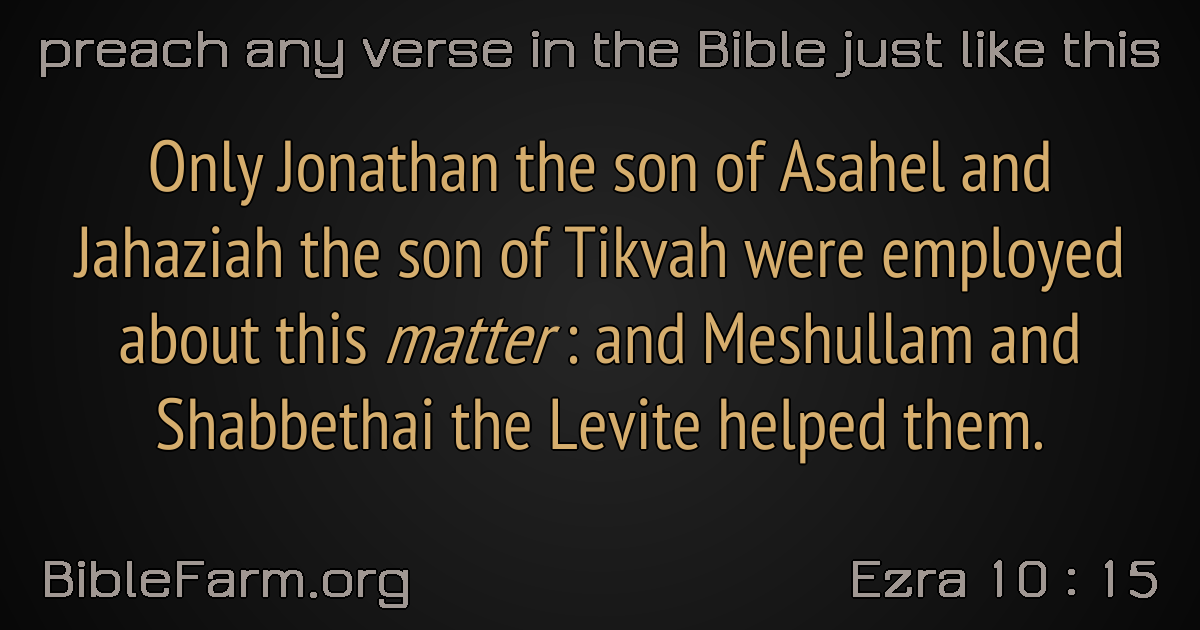 preach any verse in the Bible just like this
Only Jonathan the son of Asahel and
Jahaziah the son of Tikvah were employed
about this matter : and Meshullam and
Shabbethai the Levite helped them.
BibleFarm.org
Ezra 10 : 15